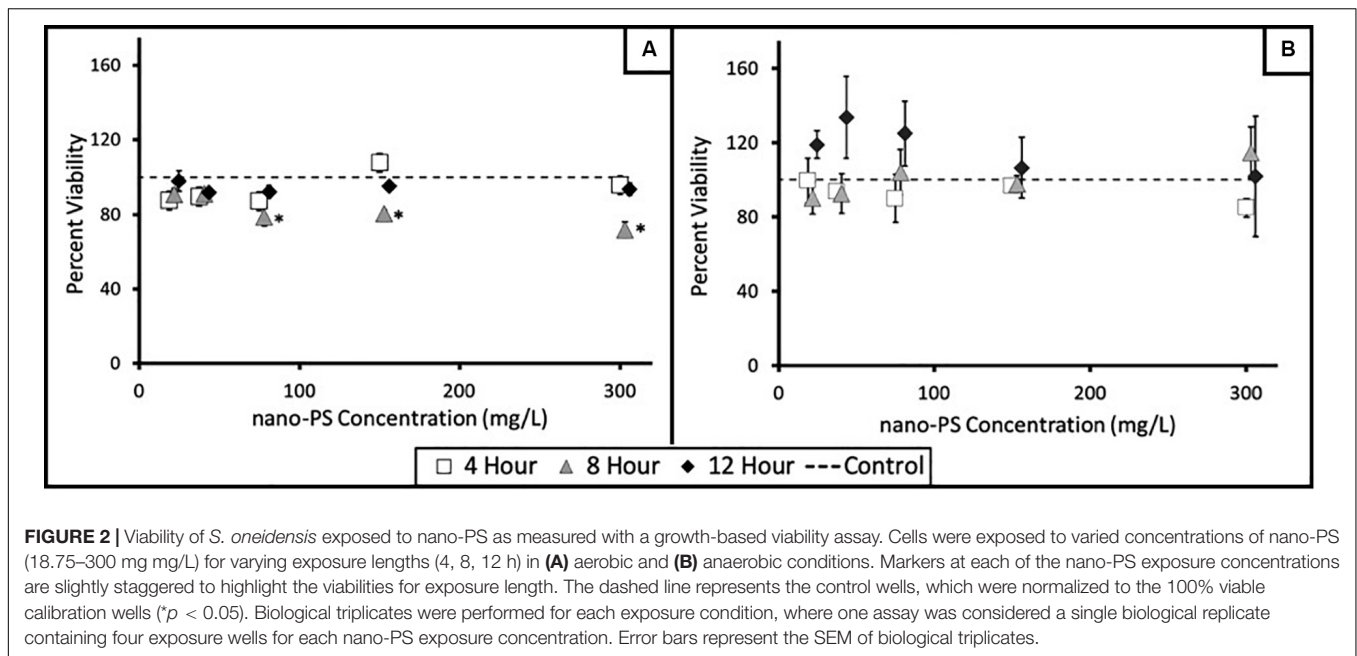 A
160
120
80
40
0
Percent Viability
*
*
*
0
100
200
300
nano-PS Concentration (mg/L)
B
160
120
80
40
0
Percent Viability
0
100
200
300
nano-PS Concentration (mg/L)
4 Hour 8 Hour 12 Hour Control
FIGURE 2 | Viability of S. oneidensis exposed to nano-PS as measured with a growth-based viability assay. Cells were exposed to varied concentrations of nano-PS
(18.75–300 mg mg/L) for varying exposure lengths (4, 8, 12 h) in (A) aerobic and (B) anaerobic conditions. Markers at each of the nano-PS exposure concentrations
are slightly staggered to highlight the viabilities for exposure length. The dashed line represents the control wells, which were normalized to the 100% viable
calibration wells (*p < 0.05). Biological triplicates were performed for each exposure condition, where one assay was considered a single biological replicate
containing four exposure wells for each nano-PS exposure concentration. Error bars represent the SEM of biological triplicates.